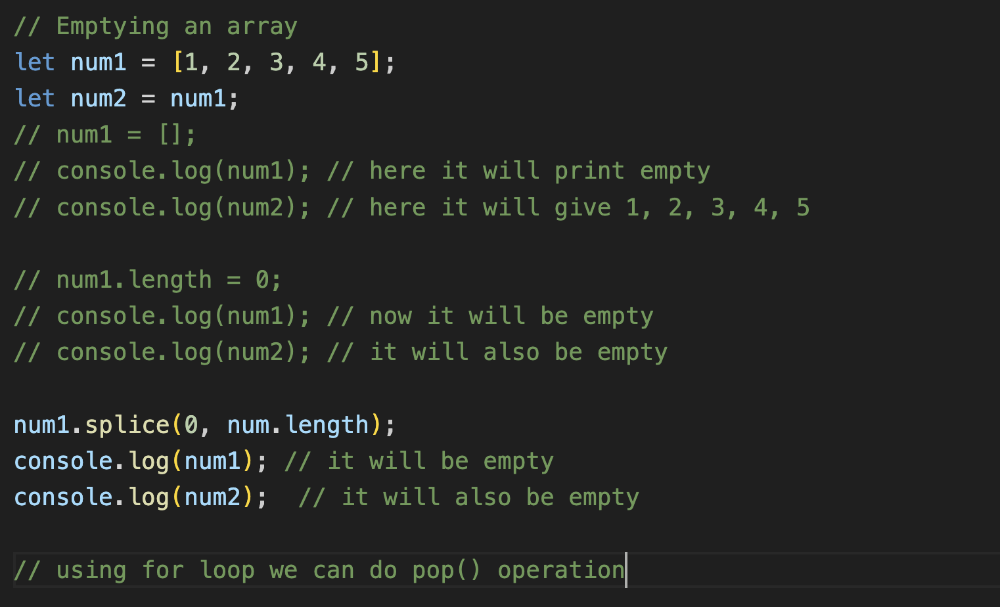 // Emptying an array
let num1 = [1, 2, 3, 4, 5];
let num2 = num1;
// num1 = [];
// console.log(num1); // here it will print empty
// console.log(num2); // here it will give 1, 2, 3, 4, 5
// num1.length = 0;
// console.log(num1); // now it will be empty
// console.log(num2); // it will also be empty
num1.splice(0, num.length);
console.log(num1); // it will be empty
console.log(num2);  // it will also be empty
// using for loop we can do pop() operation